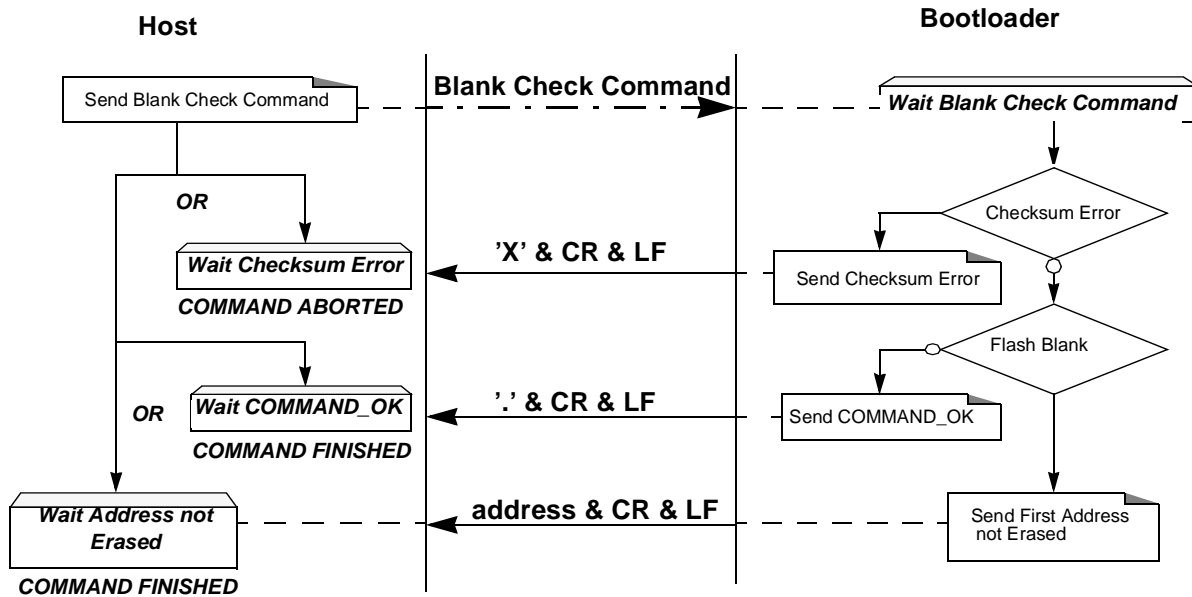 Host
Bootloader
Send Blank Check Command
Blank Check Command
Wait Blank Check Command
OR
Checksum Error
Wait Checksum Error
’X’ & CR & LF
Send Checksum Error
COMMAND ABORTED
Flash Blank
OR
Wait COMMAND_OK
’.’ & CR & LF
Send COMMAND_OK
COMMAND FINISHED
Wait Address not
Erased
address & CR & LF
Send First Address
not Erased
COMMAND FINISHED